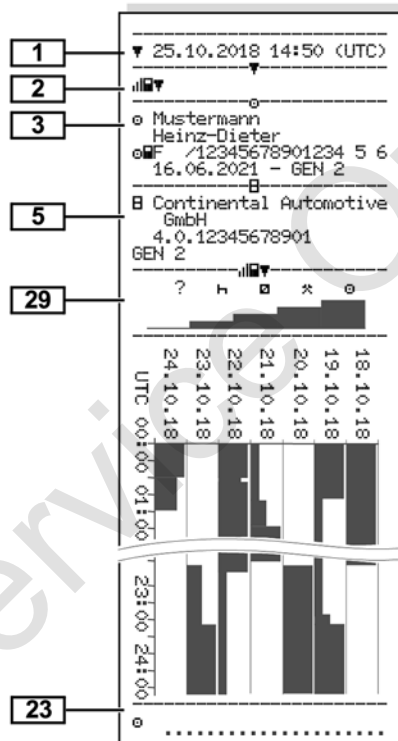 1
▼ 25.10.2018 14:50 (UTC)
2
3
Mustermann
Heinz-Dieter
F /12345678901234 5 6
16.06.2021 - GEN 2
5
Continental Automotive
GmbH
4.0.12345678901
GEN 2
29
?
UTC
24.10.18
23.10.18
22.10.18
21.10.18
20.10.18
19.10.18
18.10.18
00:00
01:00
23:00
24:00
23
......................
Service